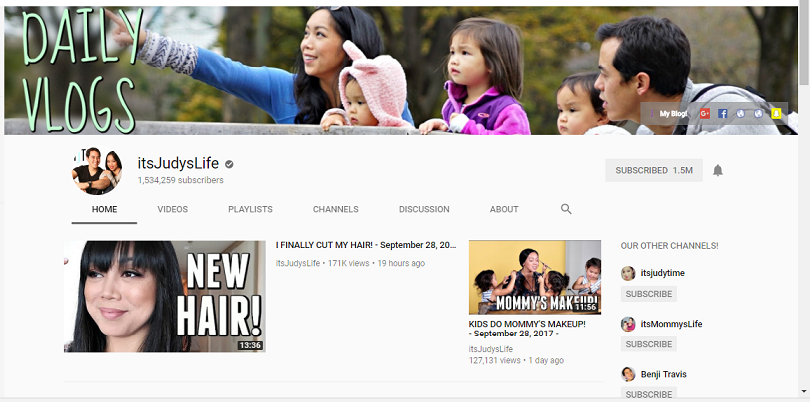 DAILY
VLOGS
My Blog!
itsJudysLife
1,534,259 subscribers
SUBSCRIBED 1.5M
HOME VIDEOS PLAYLISTS CHANNELS DISCUSSION ABOUT
NEW
HAIR!
13:36
I FINALLY CUT MY HAIR! - September 28, 20...
itsJudysLife • 171K views • 19 hours ago
MOMMY'S MAKEUP!
11:56
KIDS DO MOMMY'S MAKEUP!
- September 28, 2017 -
itsJudysLife
127,131 views • 1 day ago
OUR OTHER CHANNELS!
itsjudytime
SUBSCRIBE
itsMommysLife
SUBSCRIBE
Benji Travis
SUBSCRIBE